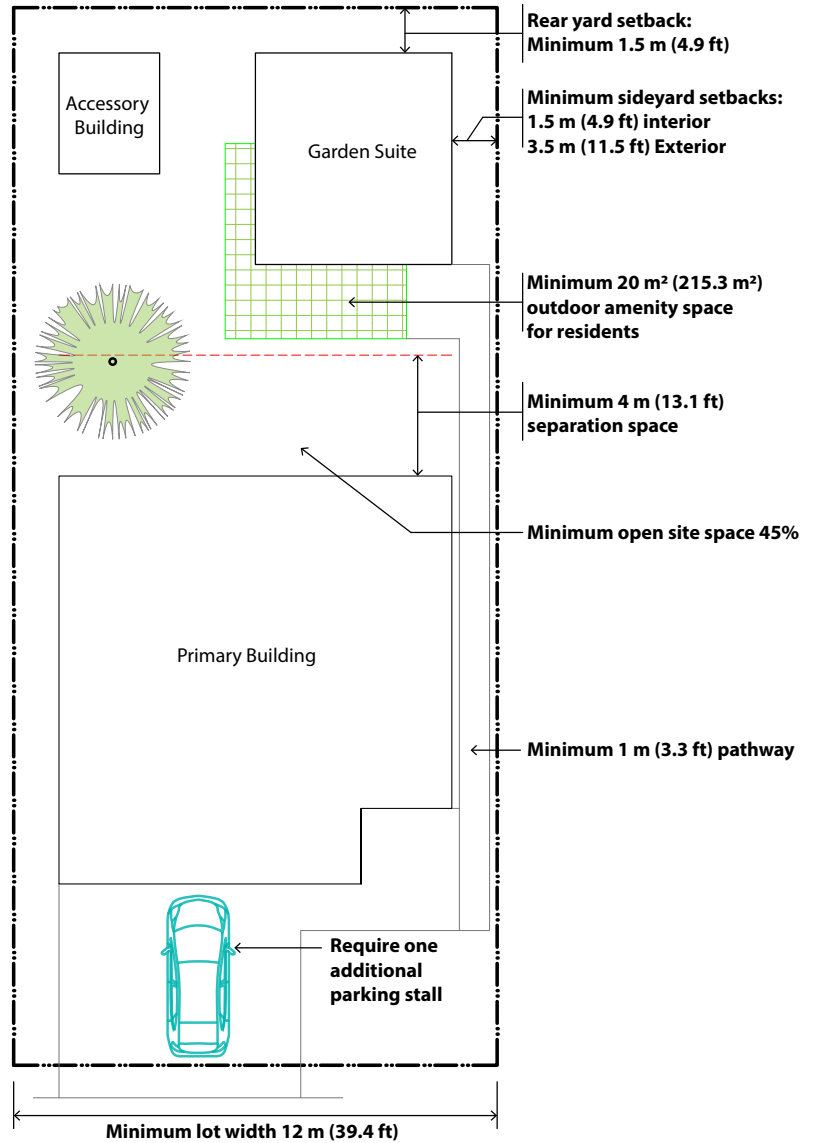 Rear yard setback:
Minimum 1.5 m (4.9 ft)
Accessory
Building
Garden Suite
Minimum sideyard setbacks:
1.5 m (4.9 ft) interior
3.5 m (11.5 ft) Exterior
Minimum 20 m² (215.3 m²)
outdoor amenity space
for residents
Minimum 4 m (13.1 ft)
separation space
Minimum open site space 45%
Primary Building
Minimum 1 m (3.3 ft) pathway
Require one
additional
parking stall
Minimum lot width 12 m (39.4 ft)